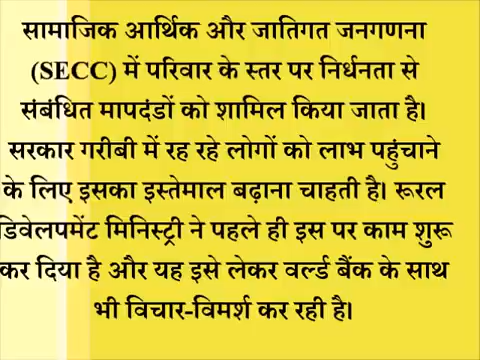 सामाजिक आर्थिक और जातिगत जनगणना
(SECC) में परिवार के स्तर पर निर्धनता से
संबंधित मापदंडों को शामिल किया जाता है।
सरकार गरीबी में रह रहे लोगों को लाभ पहुंचाने
के लिए इसका इस्तेमाल बढ़ाना चाहती है। रूरल
डिवेलपमेंट मिनिस्ट्री ने पहले ही इस पर काम शुरू
कर दिया है और यह इसे लेकर वर्ल्ड बैंक के साथ
भी विचार-विमर्श कर रही है।